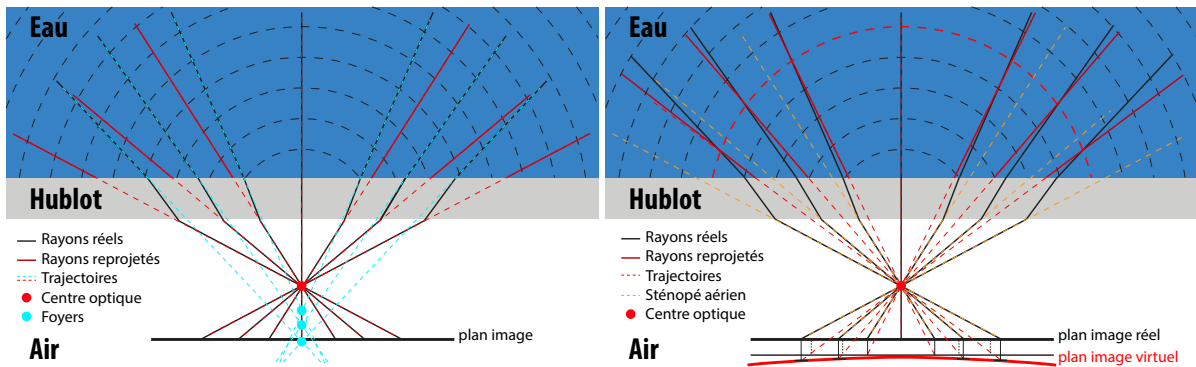 Eau
Hublot
Rayons réels
Rayons reprojetés
Trajectoires
Centre optique
Foyers
Air
plan image
Eau
Hublot
Rayons réels
Rayons reprojetés
Trajectoires
Sténopé aérien
Centre optique
Air
plan image réel
plan image virtuel